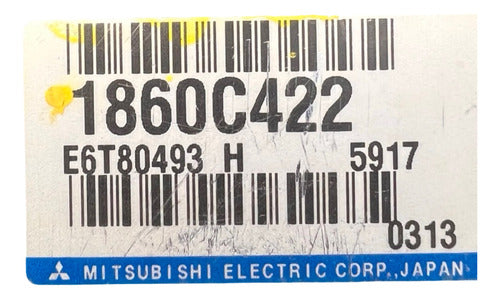 1860C422
E6T80493 H 5917
0313
MITSUBISHI ELECTRIC CORP.,JAPAN